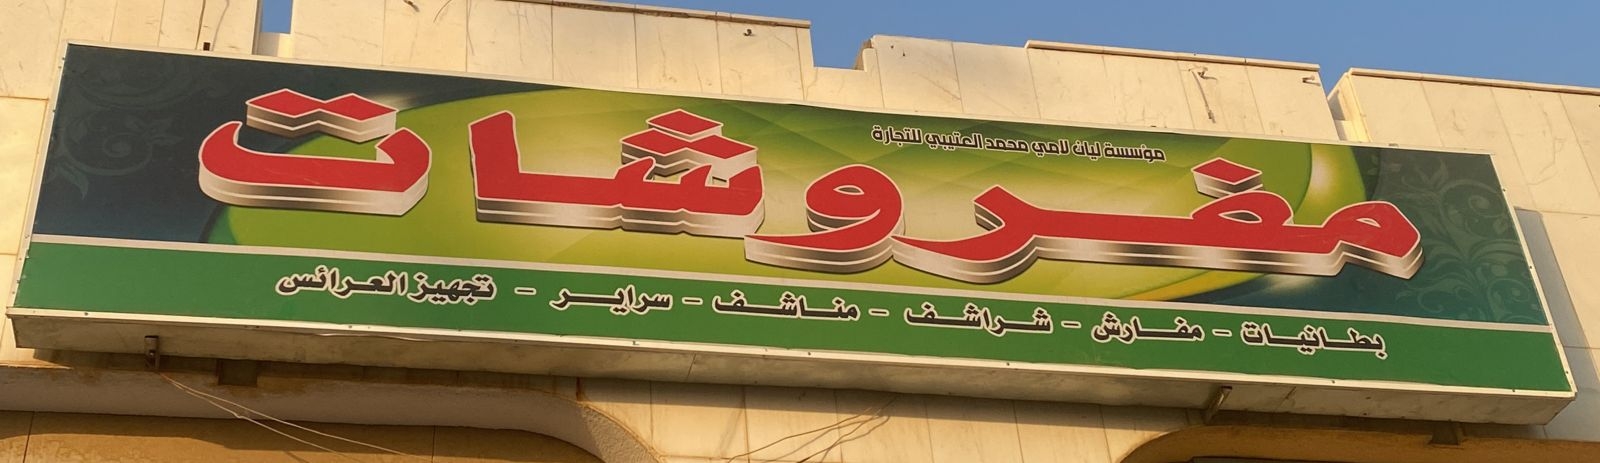 مؤسسة ليان لامي محمد العتيبي للتجارة
مفروشات
بطانيات - مفارش - شراشف - مناشف - سراير - تجهيز العرائس